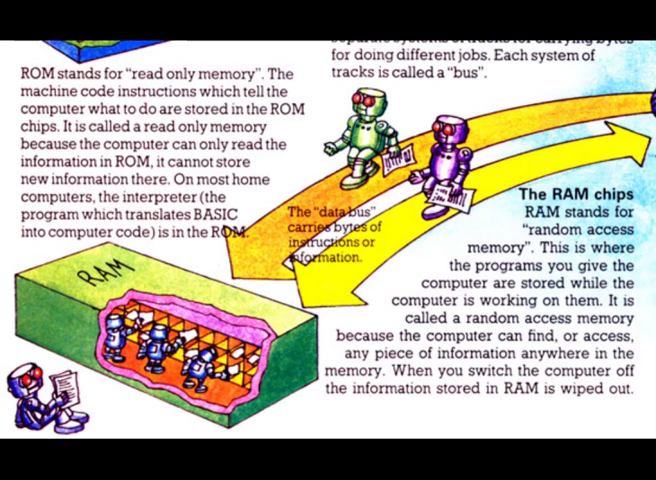 separate systems of tracks for carrying bytes
for doing different jobs. Each system of
tracks is called a "bus".
ROM stands for "read only memory". The
machine code instructions which tell the
computer what to do are stored in the ROM
chips. It is called a read only memory
because the computer can only read the
information in ROM, it cannot store
new information there. On most home
computers, the interpreter (the
program which translates BASIC
into computer code) is in the ROM.
The "data bus"
carries bytes of
instructions or
information.
RAM
The RAM chips
RAM stands for
"random access
memory". This is where
the programs you give the
computer are stored while the
computer is working on them. It is
called a random access memory
because the computer can find, or access,
any piece of information anywhere in the
memory. When you switch the computer off
the information stored in RAM is wiped out.